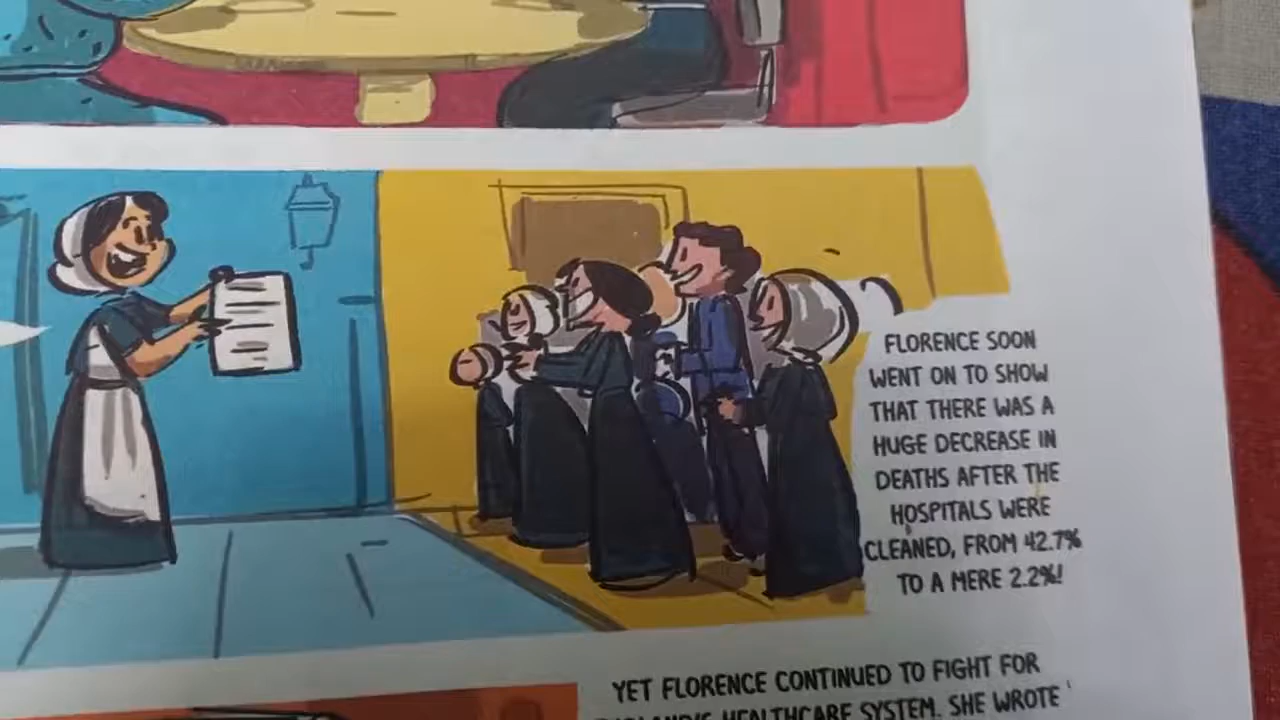 FLORENCE SOON
WENT ON TO SHOW
THAT THERE WAS A
HUGE DECREASE IN
DEATHS AFTER THE
HOSPITALS WERE
CLEANED, FROM 42.7%
TO A MERE 2.2%!
YET FLORENCE CONTINUED TO FIGHT FOR
HEALTHCARE SYSTEM. SHE WROTE